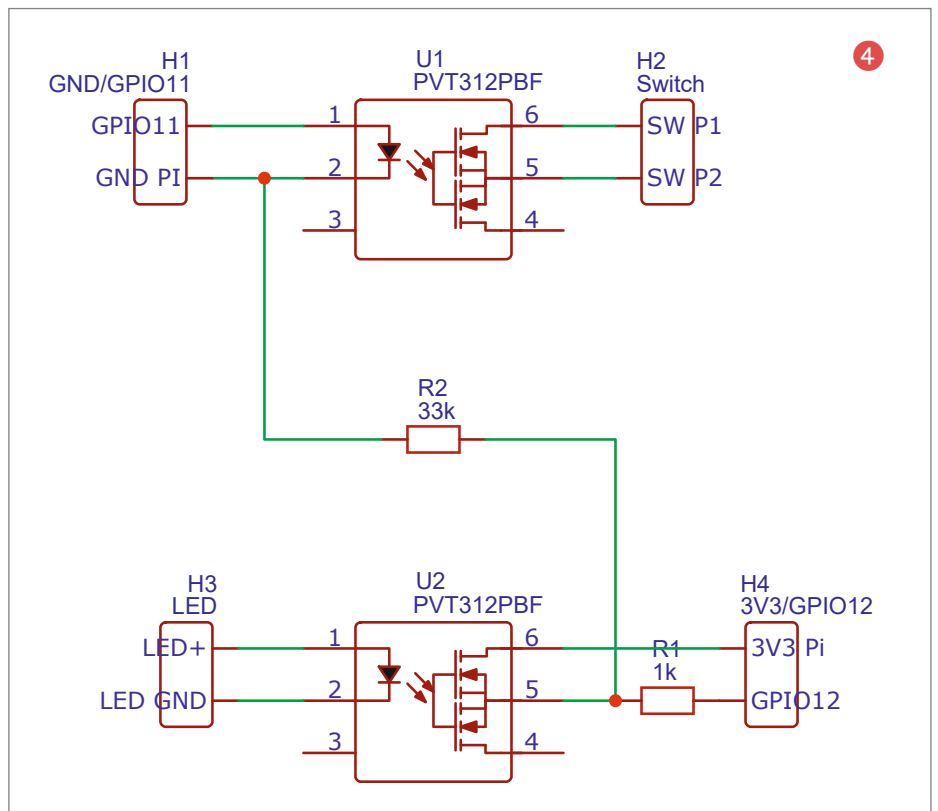 4
H1
GND/GPIO11
GPIO11
GND PI
U1
PVT312PBF
1
2
3
6
5
4
H2
Switch
SW P1
SW P2
R2
33k
H3
LED
LED+
LED GND
U2
PVT312PBF
1
2
3
6
5
4
R1
1k
H4
3V3/GPIO12
3V3 Pi
GPIO12